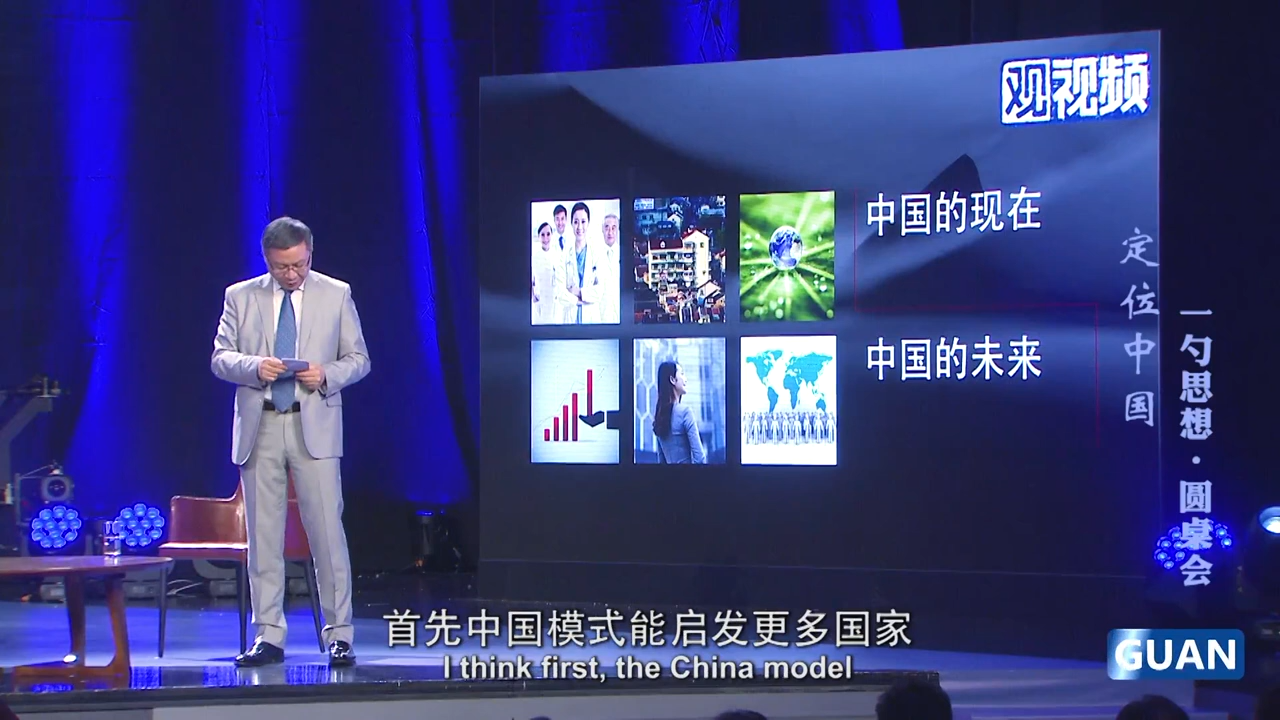 观视频
中国的现在
中国的未来
定位中国
一勺思想·圆桌会
首先中国模式能启发更多国家
I think first, the China model
GUAN